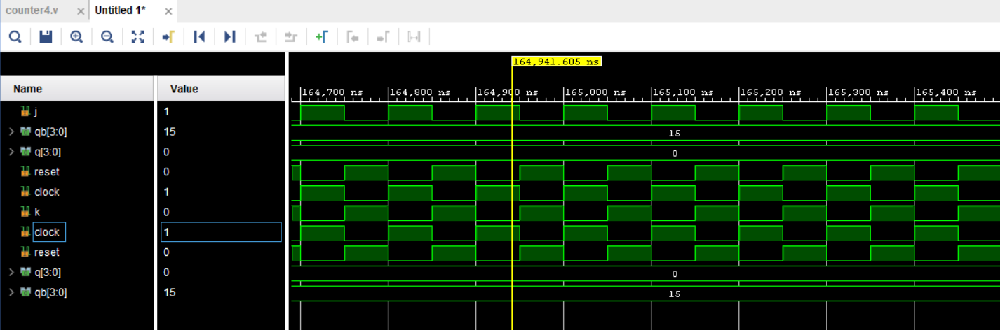 counter4.v × Untitled 1* ×
164,941.605 ns
Name Value
164,700 ns 164,800 ns 164,900 ns 165,000 ns 165,100 ns 165,200 ns 165,300 ns 165,400 ns
j 1
qb[3:0] 15 15
q[3:0] 0 0
reset 0
clock 1
k 0
clock 1
reset 0
q[3:0] 0 0
qb[3:0] 15 15